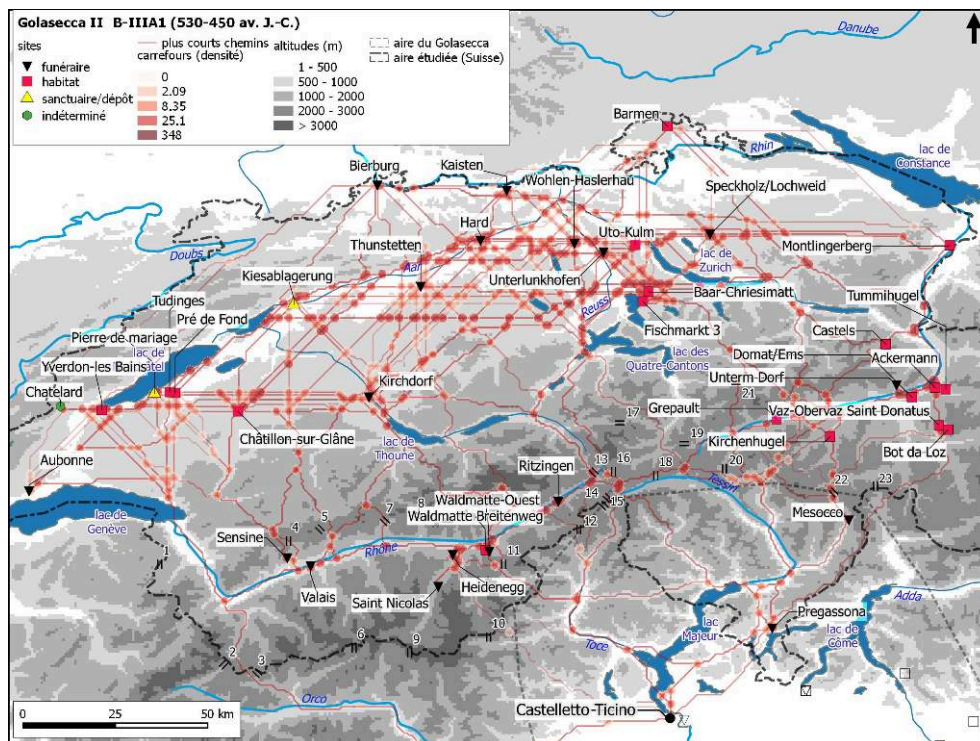 Golasecca II B-IIIA1 (530-450 av. J.-C.)
sites
funéraire
habitat
sanctuaire/dépôt
indéterminé
plus courts chemins
carrefours (densité)
0
2.09
8.35
25.1
348
altitudes (m)
1 - 500
500 - 1000
1000 - 2000
2000 - 3000
> 3000
aire du Golasecca
aire étudiée (Suisse)
Danube
Barmen
Rhin
lac de
Constance
Bierburg
Kaisten
Wohlen-Haslerhau
Speckholz/Lochweid
Hard
Uto-Kulm
Thunstetten
Montlingerberg
Doubs
Aar
lac de
Zurich
Kiesablagerung
Unterlunkhofen
Baar-Chriesimatt
Tummihugel
Tudinges
Reuss
Pré de Fond
Fischmarkt 3
Castels
Pierre de mariage
lac des
Quatre-Cantons
Domat/Ems
Ackermann
Yverdon-les Bains
Chatelard
Kirchdorf
Unterm-Dorf
21
Grepault
Vaz-Obervaz
Saint Donatus
17
Châtillon-sur-Glâne
lac de
Thoune
19
Kirchenhugel
Bot da Loz
Aubonne
Ritzingen
13
16
18
20
Tessin
22
23
14
15
lac de
Genève
Waldmatte-Ouest
Waldmatte Breitenweg
8
7
5
4
12
Mesocco
Sensine
Rhône
11
1
Valais
Saint Nicolas
Heidenegg
Pregassona
Adda
lac
Majeur
lac de
Côme
10
6
9
2
3
Toce
Orco
Castelletto-Ticino
0
25
50 km